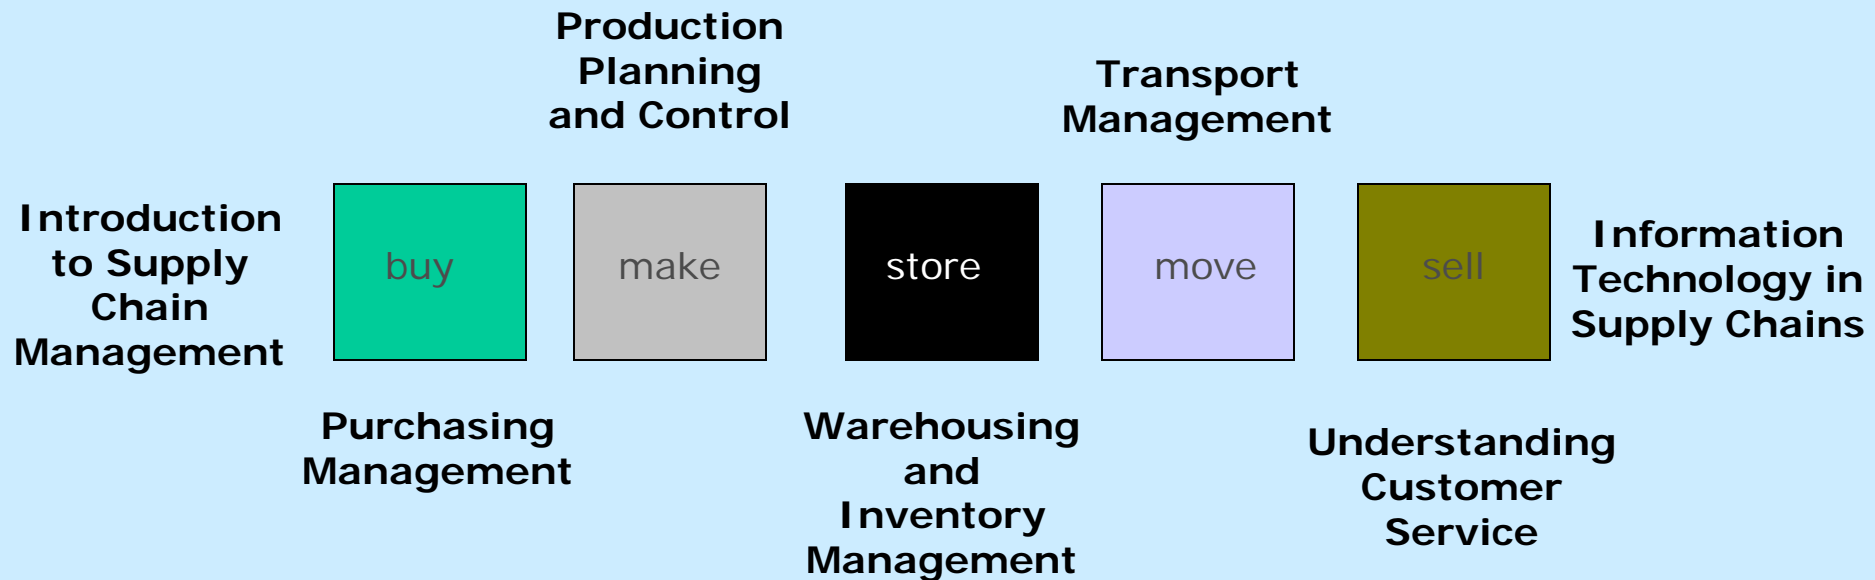 Production
Planning
and Control
Transport
Management
Introduction
to Supply
Chain
Management
buy
make
store
move
sell
Information
Technology in
Supply Chains
Purchasing
Management
Warehousing
and
Inventory
Management
Understanding
Customer
Service